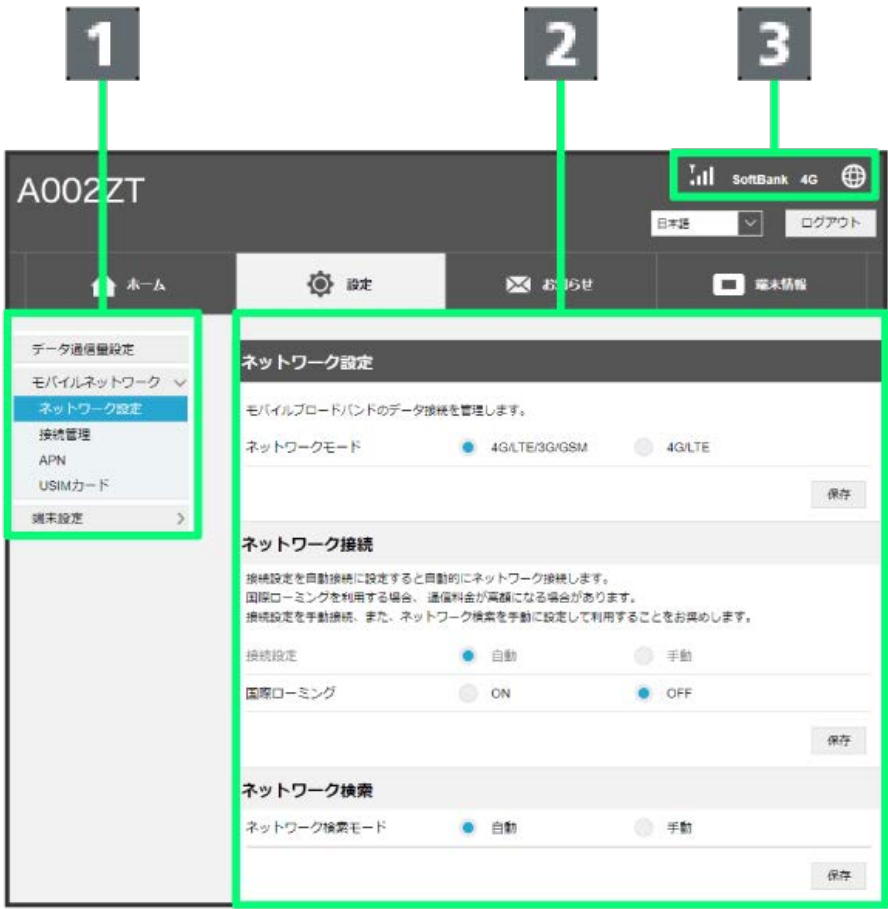 1
2
3
A002ZT
SoftBank 4G
日本語
ログアウト
ホーム
設定
お知らせ
端末情報
データ通信量設定
モバイルネットワーク
ネットワーク設定
接続管理
APN
USIMカード
端末設定
ネットワーク設定
モバイルブロードバンドのデータ接続を管理します。
ネットワークモード 4G/LTE/3G/GSM 4G/LTE
保存
ネットワーク接続
接続設定を自動接続に設定すると自動的にネットワーク接続します。
国際ローミングを利用する場合、通信料金が高額になる場合があります。
接続設定を手動接続、また、ネットワーク検索を手動に設定して利用することをお奨めします。
接続設定 自動 手動
国際ローミング ON OFF
保存
ネットワーク検索
ネットワーク検索モード 自動 手動
保存